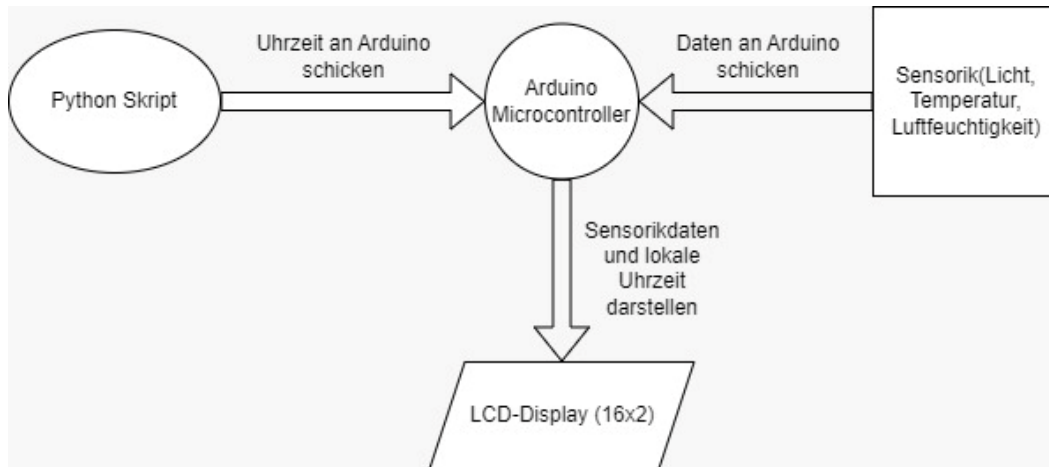 Python Skript
Uhrzeit an Arduino
schicken
Arduino
Microcontroller
Daten an Arduino
schicken
Sensorik(Licht,
Temperatur,
Luftfeuchtigkeit)
Sensorikdaten
und lokale
Uhrzeit
darstellen
LCD-Display (16x2)